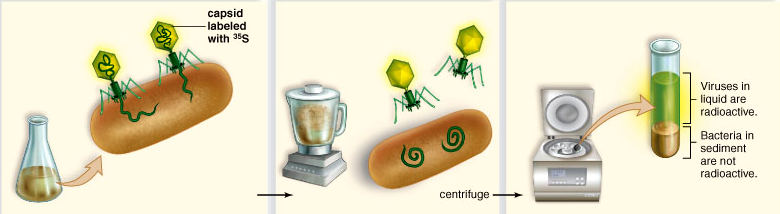 capsid
labeled
with ³⁵S
centrifuge
Viruses in
liquid are
radioactive.
Bacteria in
sediment
are not
radioactive.